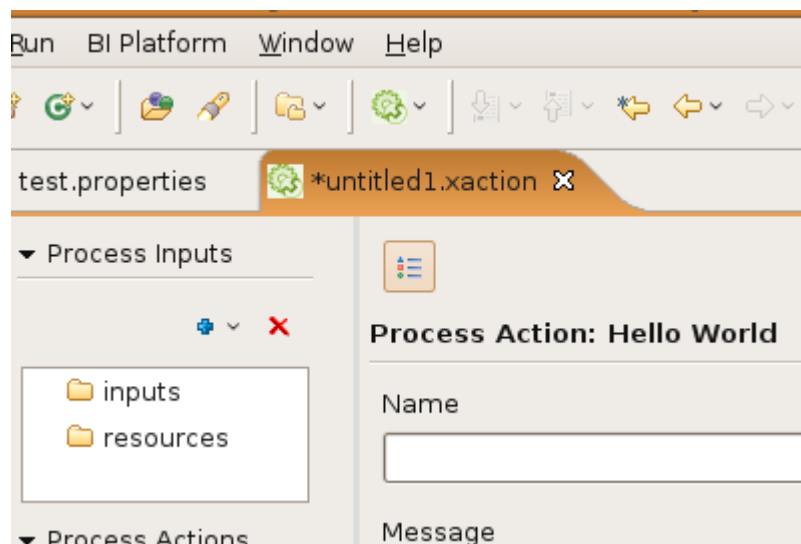 Run BI Platform Window Help
test.properties *untitled1.xaction
Process Inputs
Process Action: Hello World
inputs
Name
resources
Message
Process Actions